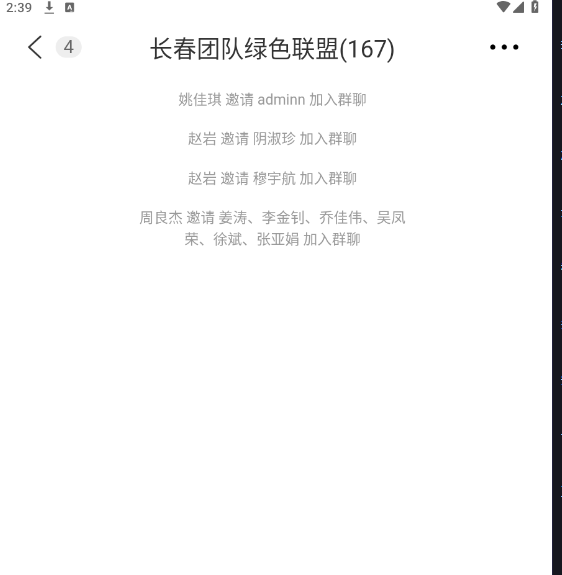 2:39
4
长春团队绿色联盟(167)
姚佳琪 邀请 adminn 加入群聊
赵岩 邀请 阴淑珍 加入群聊
赵岩 邀请 穆宇航 加入群聊
周良杰 邀请 姜涛、李金钊、乔佳伟、吴凤
荣、徐斌、张亚娟 加入群聊